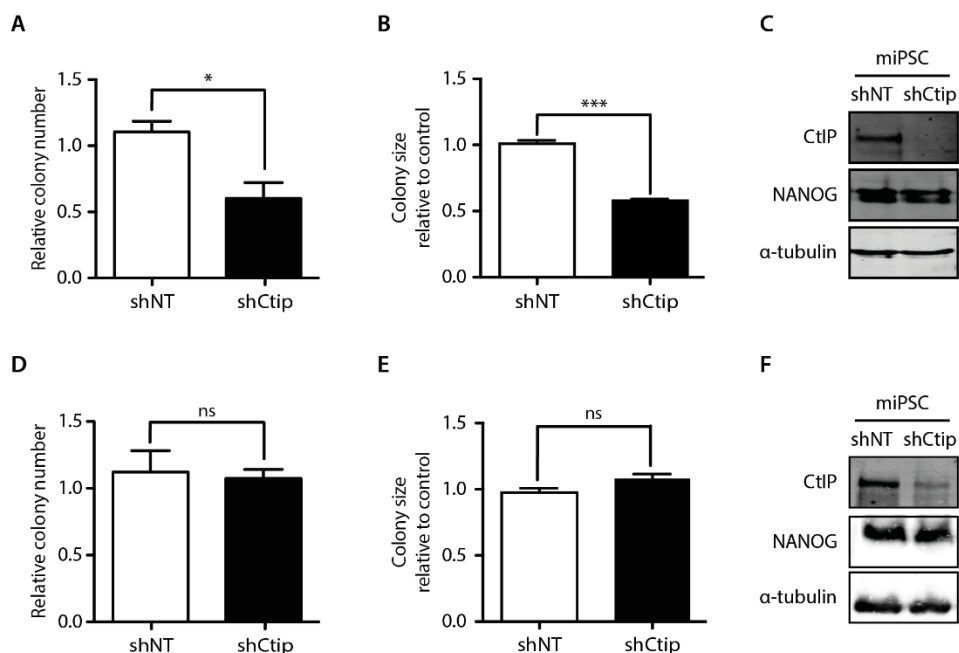 A
Relative colony number
1.5
1.0
0.5
0.0
*
shNT
shCtip
B
Colony size
relative to control
1.5
1.0
0.5
0.0
***
shNT
shCtip
C
miPSC
shNT shCtip
CtIP
NANOG
α-tubulin
D
Relative colony number
1.5
1.0
0.5
0.0
ns
shNT
shCtip
E
Colony size
relative to control
1.5
1.0
0.5
0.0
ns
shNT
shCtip
F
miPSC
shNT shCtip
CtIP
NANOG
α-tubulin